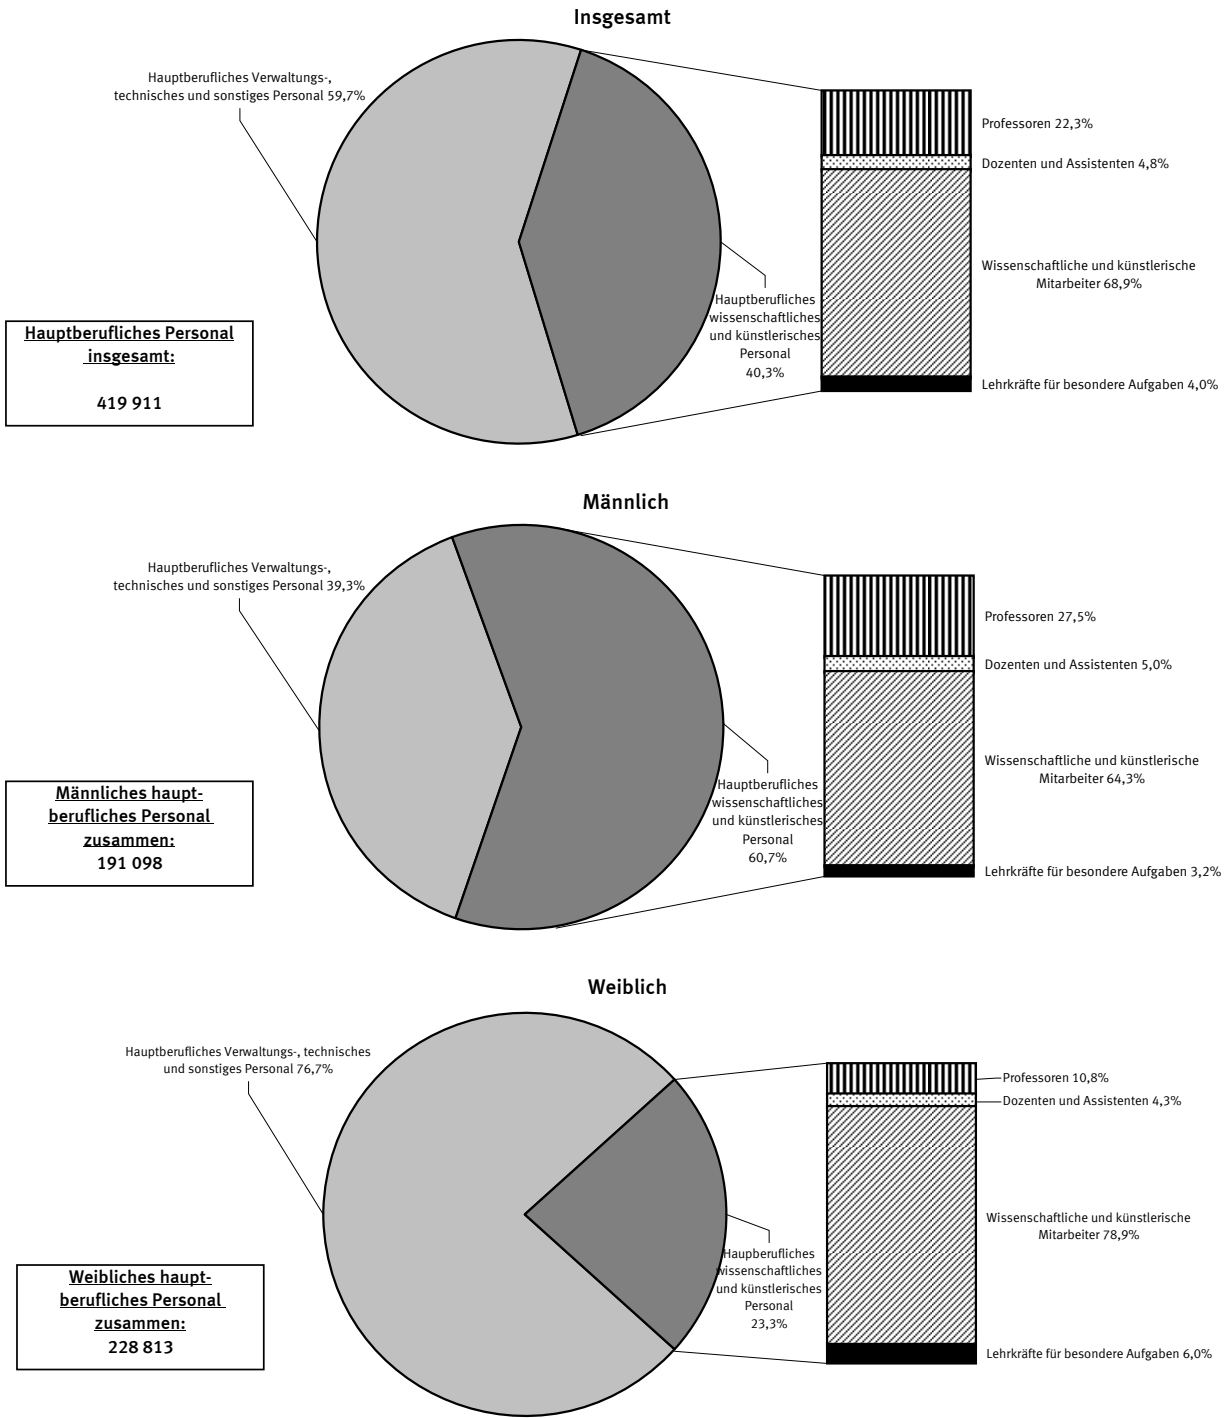 Insgesamt
Hauptberufliches Verwaltungs-,
technisches und sonstiges Personal 59,7%
Professoren 22,3%
Dozenten und Assistenten 4,8%
Wissenschaftliche und künstlerische
Mitarbeiter 68,9%
Hauptberufliches
wissenschaftliches
und künstlerisches
Personal
40,3%
Lehrkräfte für besondere Aufgaben 4,0%
Hauptberufliches Personal
insgesamt:
419 911
Männlich
Hauptberufliches Verwaltungs-,
technisches und sonstiges Personal 39,3%
Professoren 27,5%
Dozenten und Assistenten 5,0%
Wissenschaftliche und künstlerische
Mitarbeiter 64,3%
Hauptberufliches
wissenschaftliches
und künstlerisches
Personal
60,7%
Lehrkräfte für besondere Aufgaben 3,2%
Männliches haupt-
berufliches Personal
zusammen:
191 098
Weiblich
Hauptberufliches Verwaltungs-, technisches
und sonstiges Personal 76,7%
Professoren 10,8%
Dozenten und Assistenten 4,3%
Wissenschaftliche und künstlerische
Mitarbeiter 78,9%
Haupberufliches
wissenschaftliches
und künstlerisches
Personal
23,3%
Lehrkräfte für besondere Aufgaben 6,0%
Weibliches haupt-
berufliches Personal
zusammen:
228 813